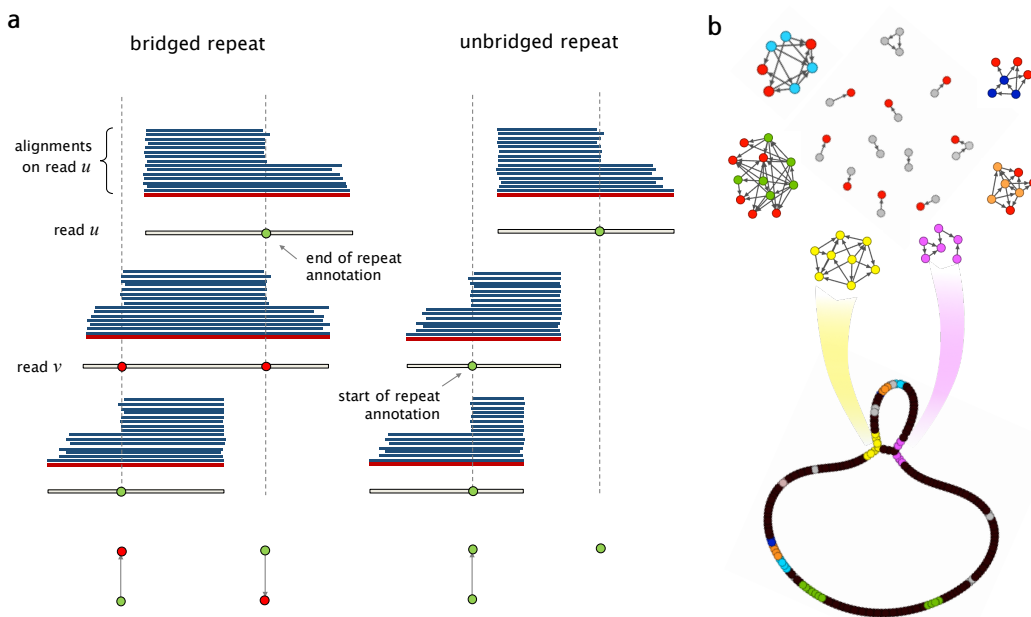 a
bridged repeat
unbridged repeat
b
alignments
on read u
read u
end of repeat
annotation
read v
start of repeat
annotation